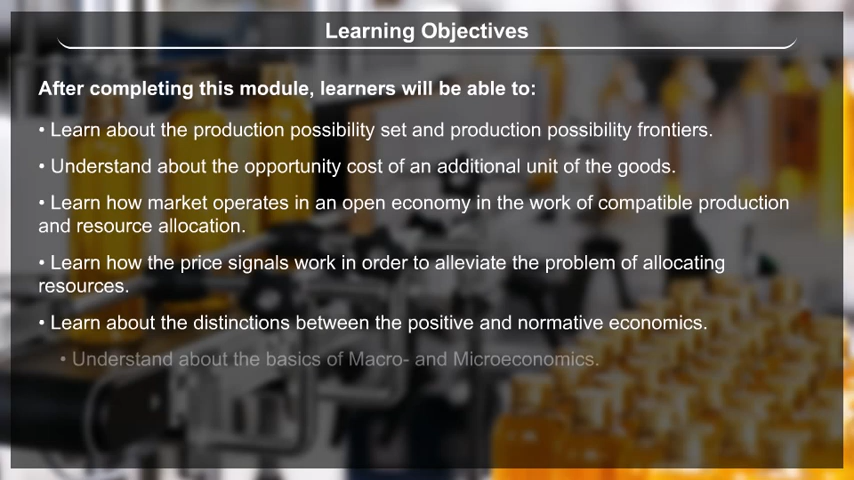 Learning Objectives
After completing this module, learners will be able to:
• Learn about the production possibility set and production possibility frontiers.
• Understand about the opportunity cost of an additional unit of the goods.
• Learn how market operates in an open economy in the work of compatible production
and resource allocation.
• Learn how the price signals work in order to alleviate the problem of allocating
resources.
• Learn about the distinctions between the positive and normative economics.
• Understand about the basics of Macro- and Microeconomics.